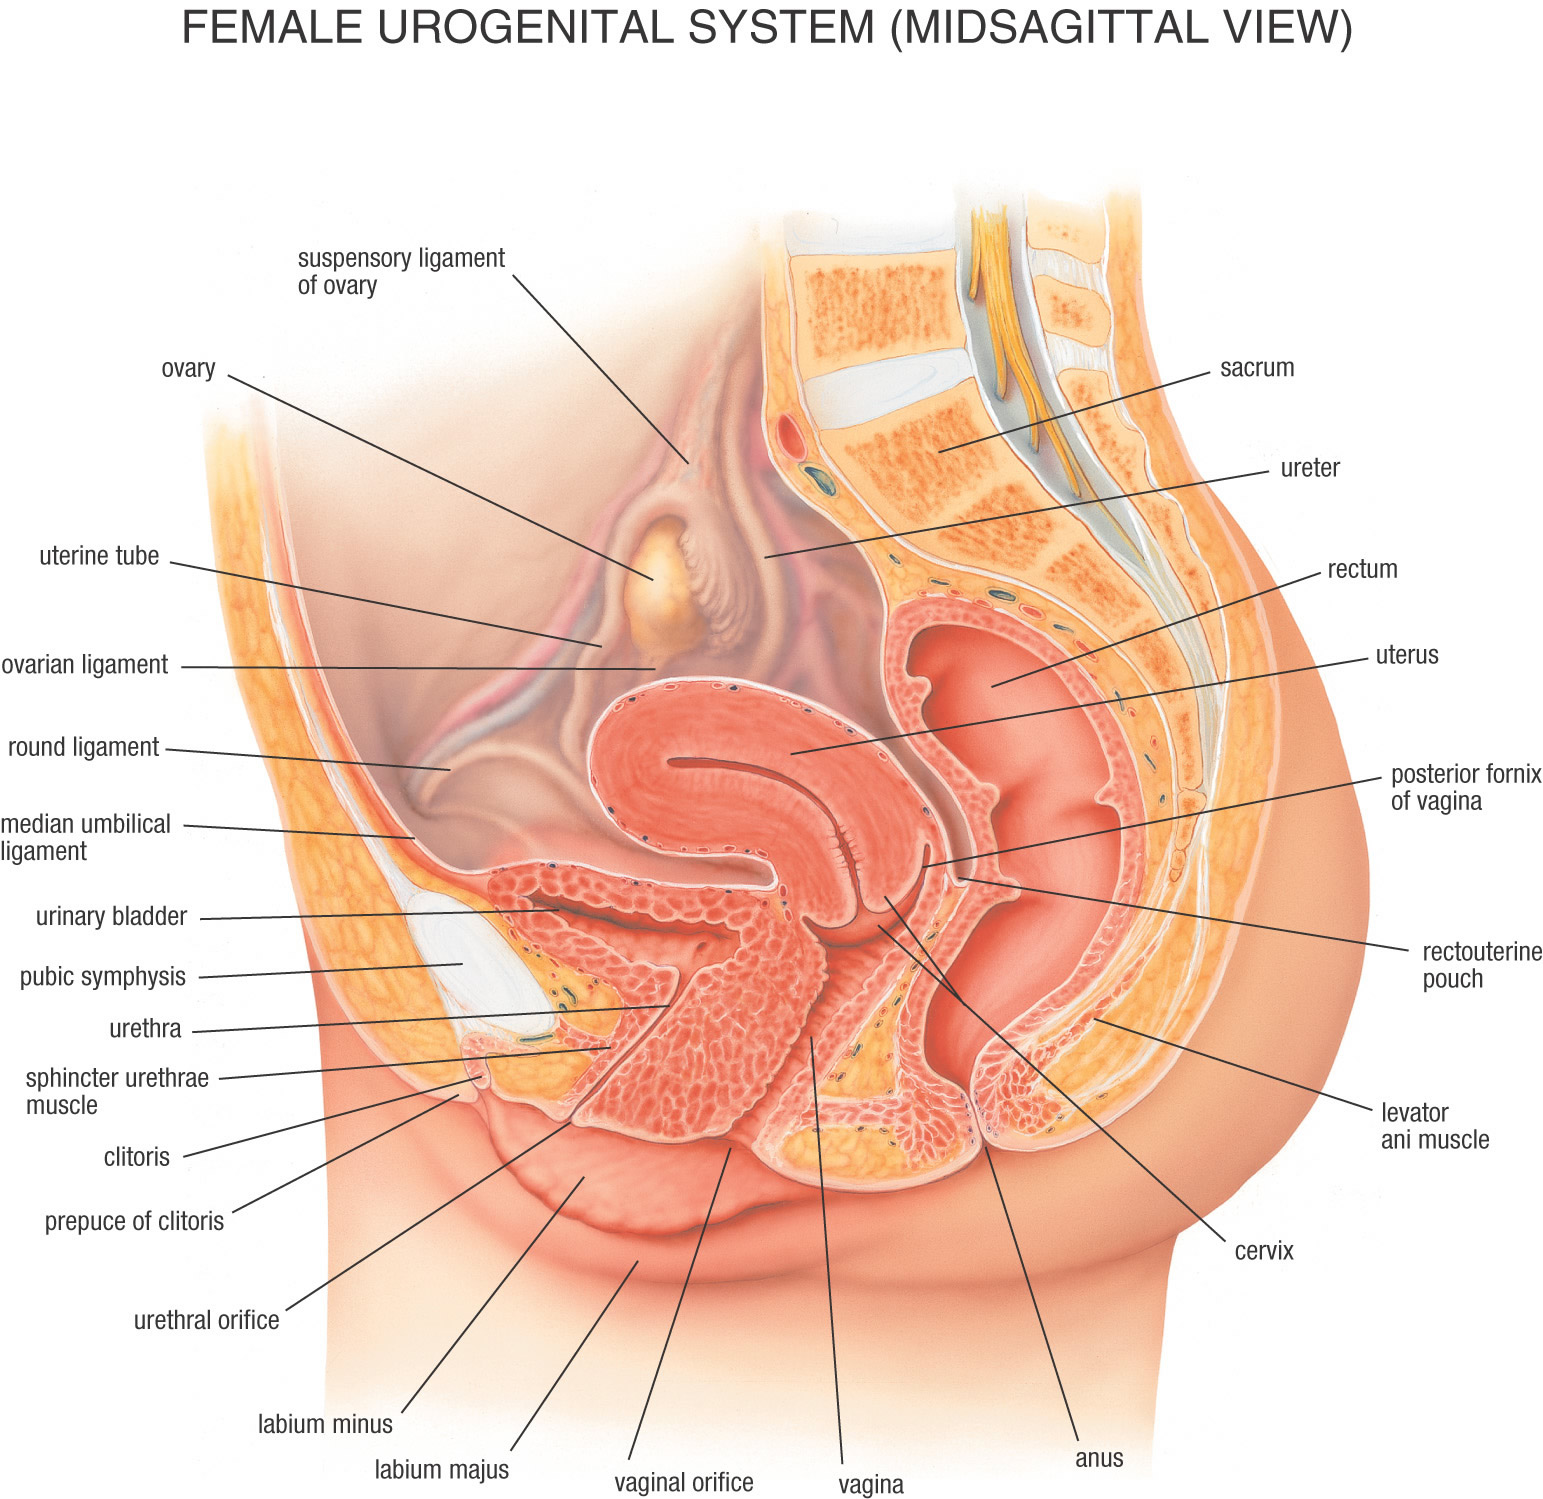 FEMALE UROGENITAL SYSTEM (MIDSAGITTAL VIEW)
suspensory ligament
of ovary
ovary
uterine tube
ovarian ligament
round ligament
median umbilical
ligament
urinary bladder
pubic symphysis
urethra
sphincter urethrae
muscle
clitoris
prepuce of clitoris
urethral orifice
labium minus
labium majus
vaginal orifice
vagina
anus
cervix
levator
ani muscle
rectouterine
pouch
posterior fornix
of vagina
uterus
rectum
ureter
sacrum